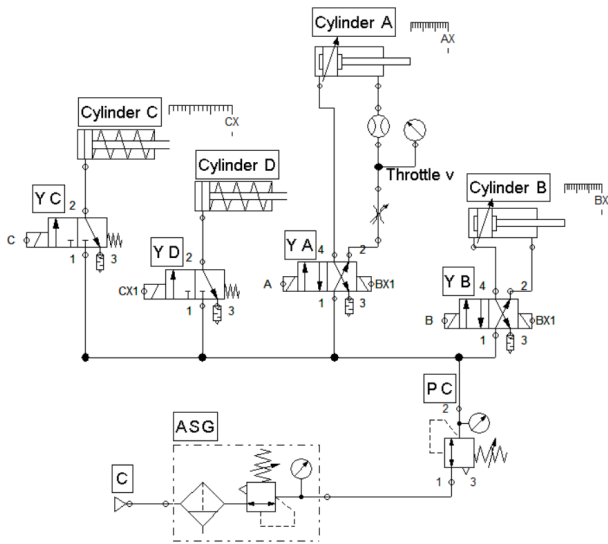 Cylinder A
AX
Cylinder C
CX
Cylinder D
Throttle v
Cylinder B
BX
Y C
2
C
1
3
Y D
2
CX1
1
3
Y A
4
2
A
BX1
1
3
Y B
4
2
B
BX1
1
3
P C
2
1
3
A S G
C